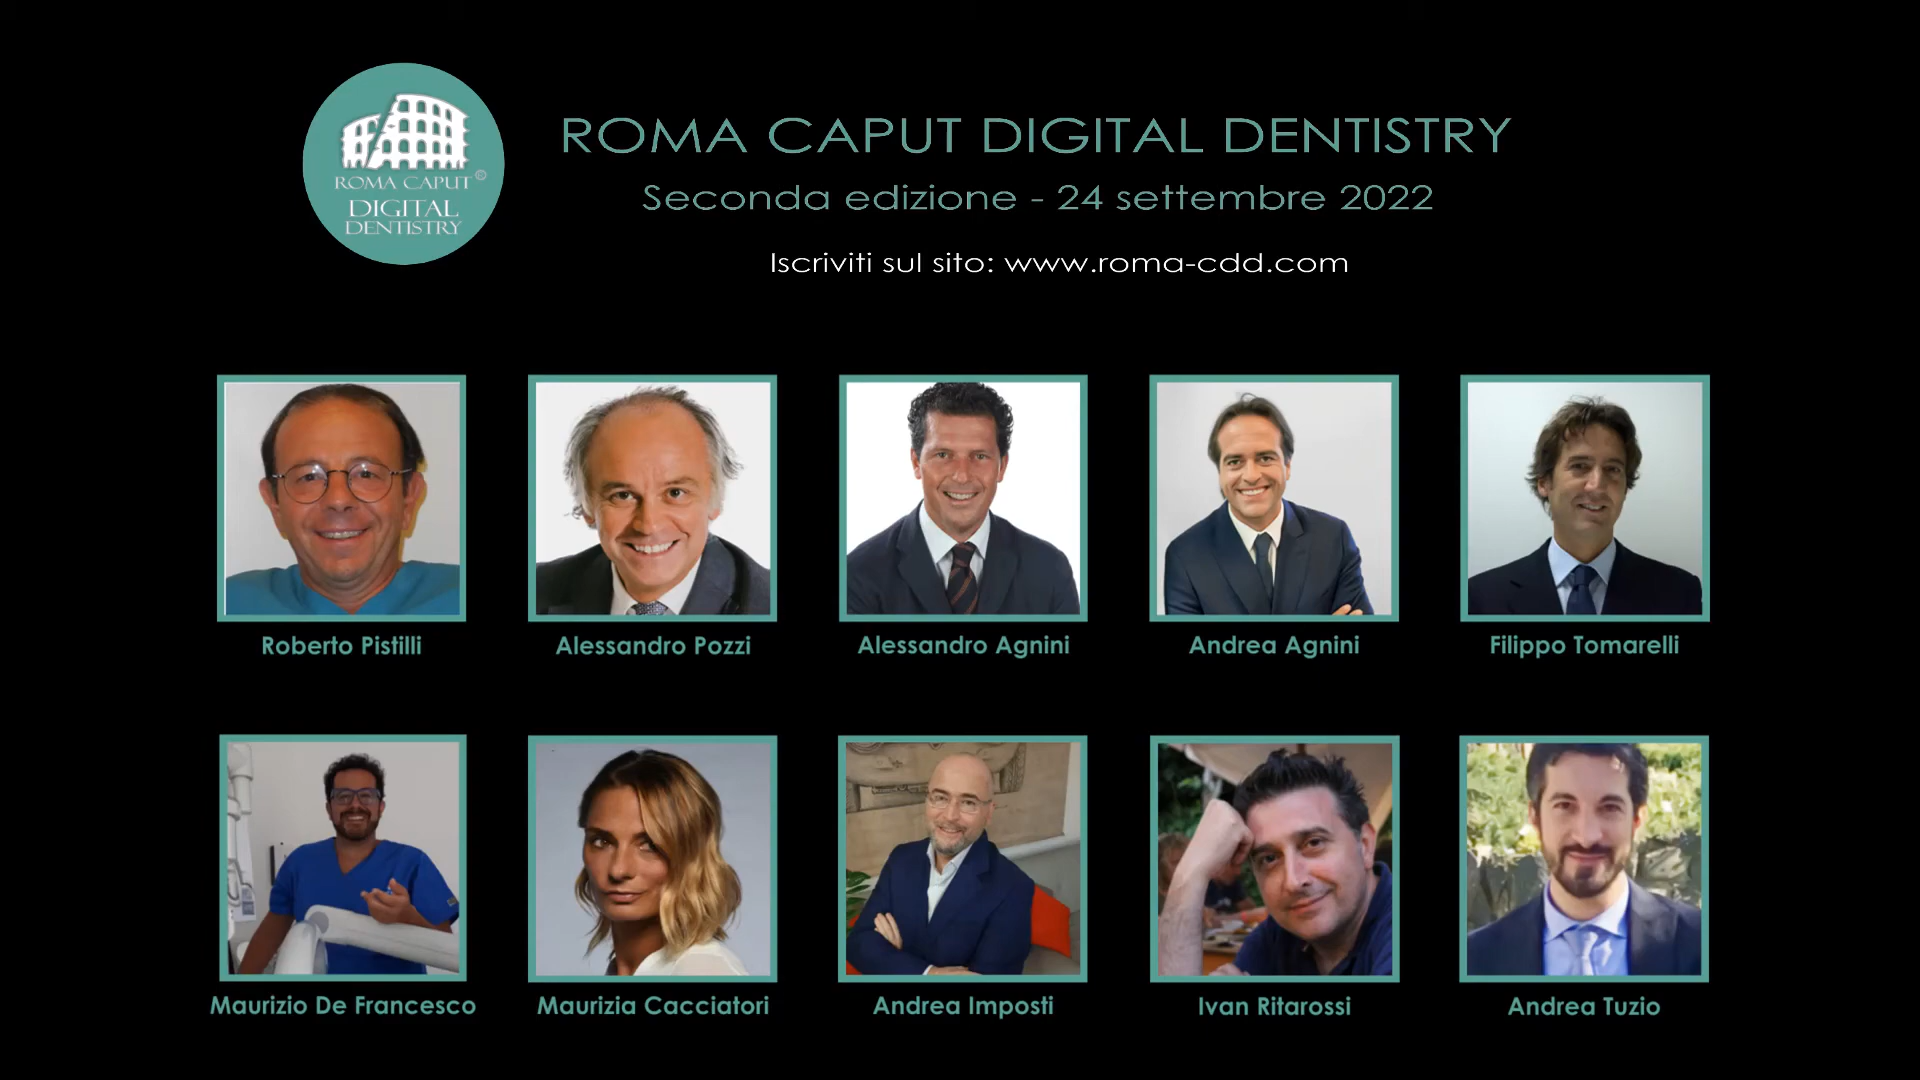 ROMA CAPUT©
DIGITAL
DENTISTRY
ROMA CAPUT DIGITAL DENTISTRY
Seconda edizione - 24 settembre 2022
Iscriviti sul sito: www.roma-cdd.com
Roberto Pistilli
Alessandro Pozzi
Alessandro Agnini
Andrea Agnini
Filippo Tomarelli
Maurizio De Francesco
Maurizia Cacciatori
Andrea Imposti
Ivan Ritarossi
Andrea Tuzio